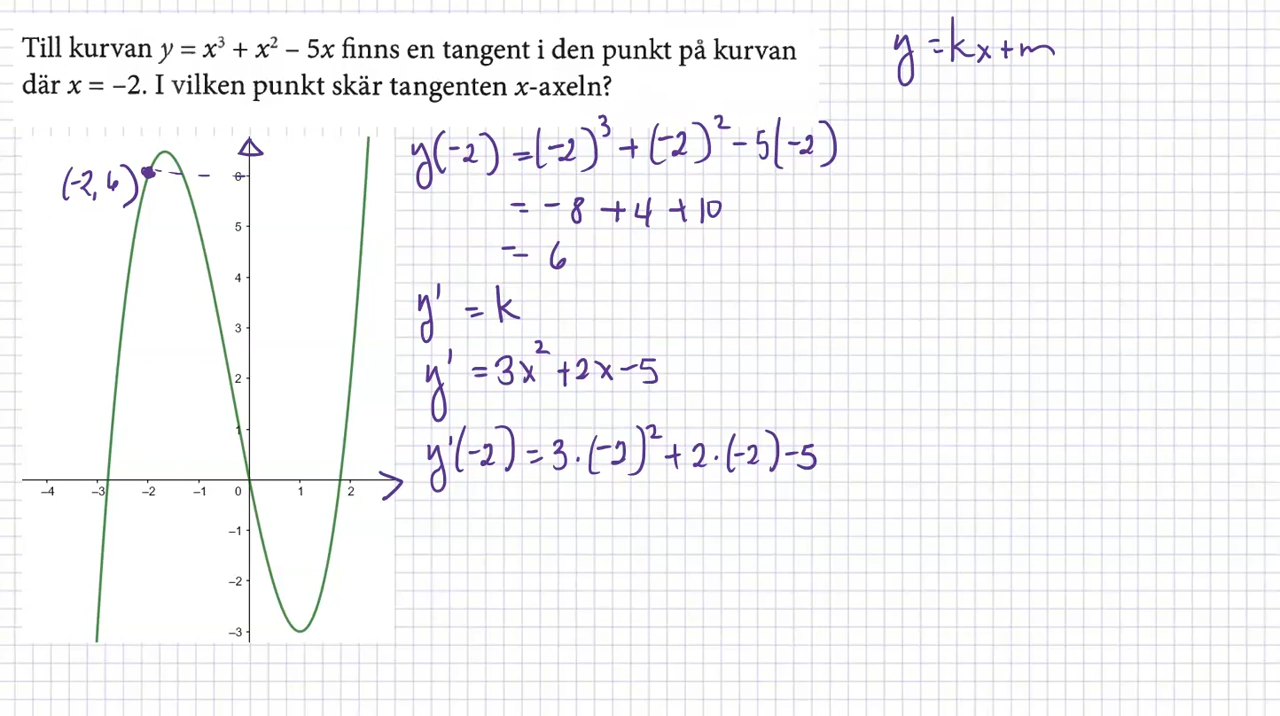 Till kurvan y = x³ + x² – 5x finns en tangent i den punkt på kurvan
där x = –2. I vilken punkt skär tangenten x-axeln?
y = kx + m
y(-2) = (-2)³ + (-2)² - 5(-2)
= -8 + 4 + 10
= 6
y' = k
y' = 3x² + 2x - 5
y'(-2) = 3·(-2)² + 2·(-2) - 5
(-2, 6)
6
5
4
3
2
1
–4 –3 –2 –1 0 1 2
–1
–2
–3